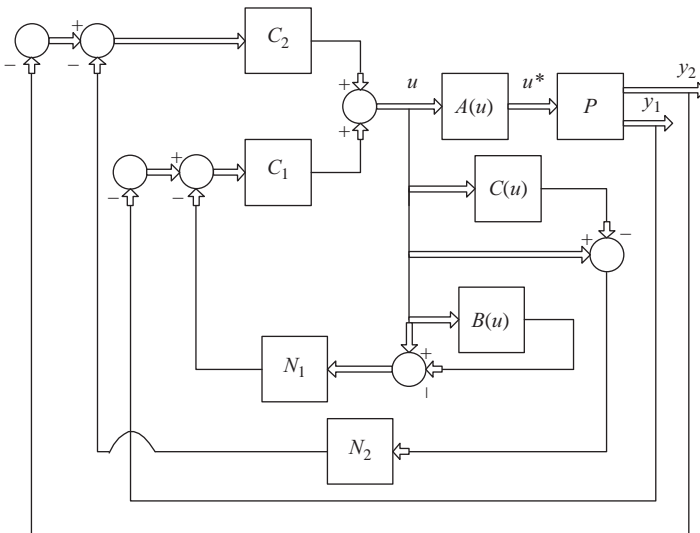 +
−
−
C₂
+
+
u
A(u)
u*
P
y₂
y₁
−
+
−
C₁
C(u)
+
−
B(u)
+
−
N₁
N₂